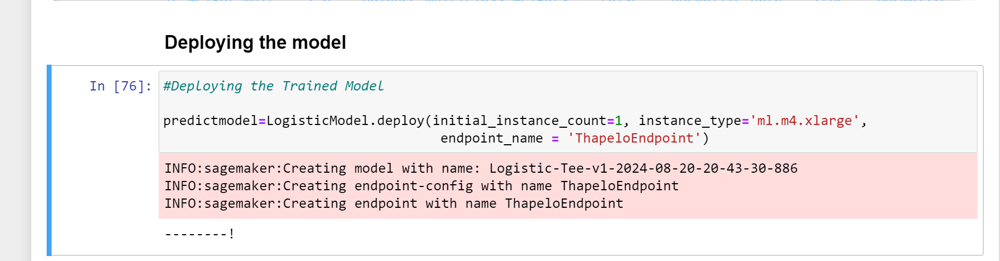 Deploying the model
In [76]:
#Deploying the Trained Model
predictmodel=LogisticModel.deploy(initial_instance_count=1, instance_type='ml.m4.xlarge',
endpoint_name = 'ThapeloEndpoint')
INFO:sagemaker:Creating model with name: Logistic-Tee-v1-2024-08-20-20-43-30-886
INFO:sagemaker:Creating endpoint-config with name ThapeloEndpoint
INFO:sagemaker:Creating endpoint with name ThapeloEndpoint
--------!